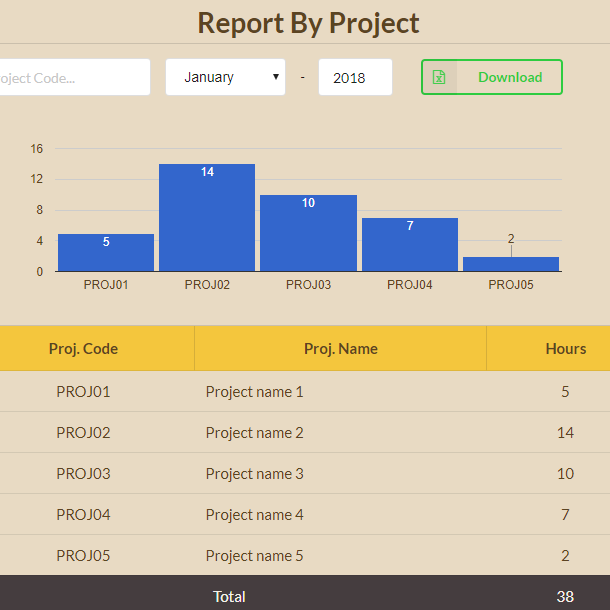 Report By Project
oject Code...
January - 2018 Download
16
12
8
4
0
5 14 10 7 2
PROJ01 PROJ02 PROJ03 PROJ04 PROJ05
Proj. Code Proj. Name Hours
PROJ01 Project name 1 5
PROJ02 Project name 2 14
PROJ03 Project name 3 10
PROJ04 Project name 4 7
PROJ05 Project name 5 2
Total 38